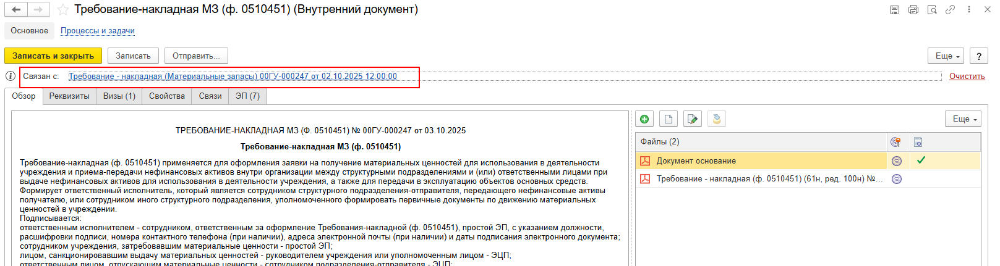 Требование-накладная МЗ (ф. 0510451) (Внутренний документ)
Основное Процессы и задачи
Записать и закрыть Записать Отправить... Еще ?
Связан с: Требование - накладная (Материальные запасы) 00ГУ-000247 от 02.10.2025 12:00:00 Очистить
Обзор Реквизиты Визы (1) Свойства Связи ЭП (7)
Еще
ТРЕБОВАНИЕ-НАКЛАДНАЯ МЗ (Ф. 0510451) № 00ГУ-000247 от 03.10.2025
Требование-накладная МЗ (ф. 0510451)
Требование-накладная (ф. 0510451) применяется для оформления заявки на получение материальных ценностей для использования в деятельности
учреждения и приема-передачи нефинансовых активов внутри организации между структурными подразделениями и (или) ответственными лицами при
выдаче нефинансовых активов для использования в деятельности учреждения, а также для передачи в эксплуатацию объектов основных средств.
Формирует ответственный исполнитель, который является сотрудником структурного подразделения-отправителя, передающего нефинансовые активы
получателю, или сотрудником иного структурного подразделения, уполномоченного формировать первичные документы по движению материальных
ценностей в учреждении.
Подписывается:
ответственным исполнителем - сотрудником, ответственным за оформление Требования-накладной (ф. 0510451), простой ЭП, с указанием должности,
расшифровки подписи, номера контактного телефона (при наличии), адреса электронной почты (при наличии) и даты подписания электронного документа;
сотрудником учреждения, затребовавшим материальные ценности - простой ЭП;
лицом, санкционировавшим выдачу материальных ценностей - руководителем учреждения или уполномоченным лицом - ЭЦП;
ответственным лицом, отпускающим материальные ценности - сотрудником подразделения-отправителя - ЭЦП;
Файлы (2)
Документ основание
Требование - накладная (ф. 0510451) (61н, ред. 100н) №...